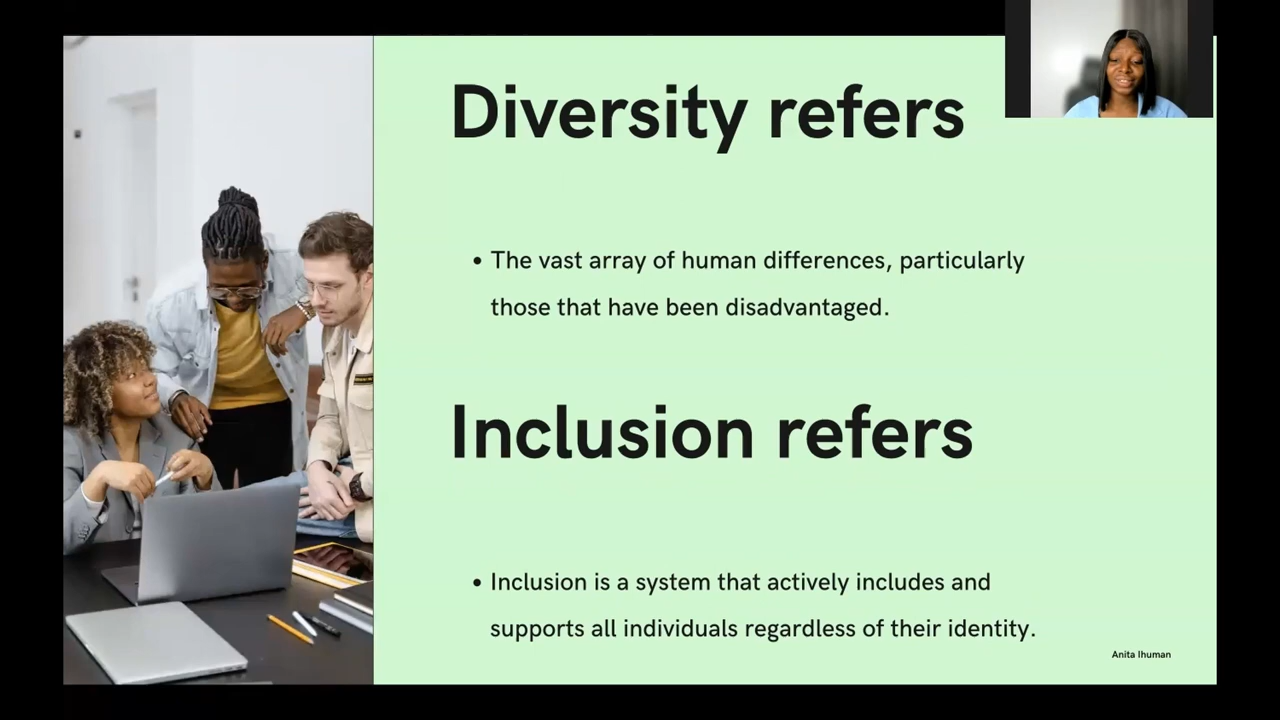 Diversity refers
• The vast array of human differences, particularly
those that have been disadvantaged.
Inclusion refers
• Inclusion is a system that actively includes and
supports all individuals regardless of their identity.
Anita Ihuman